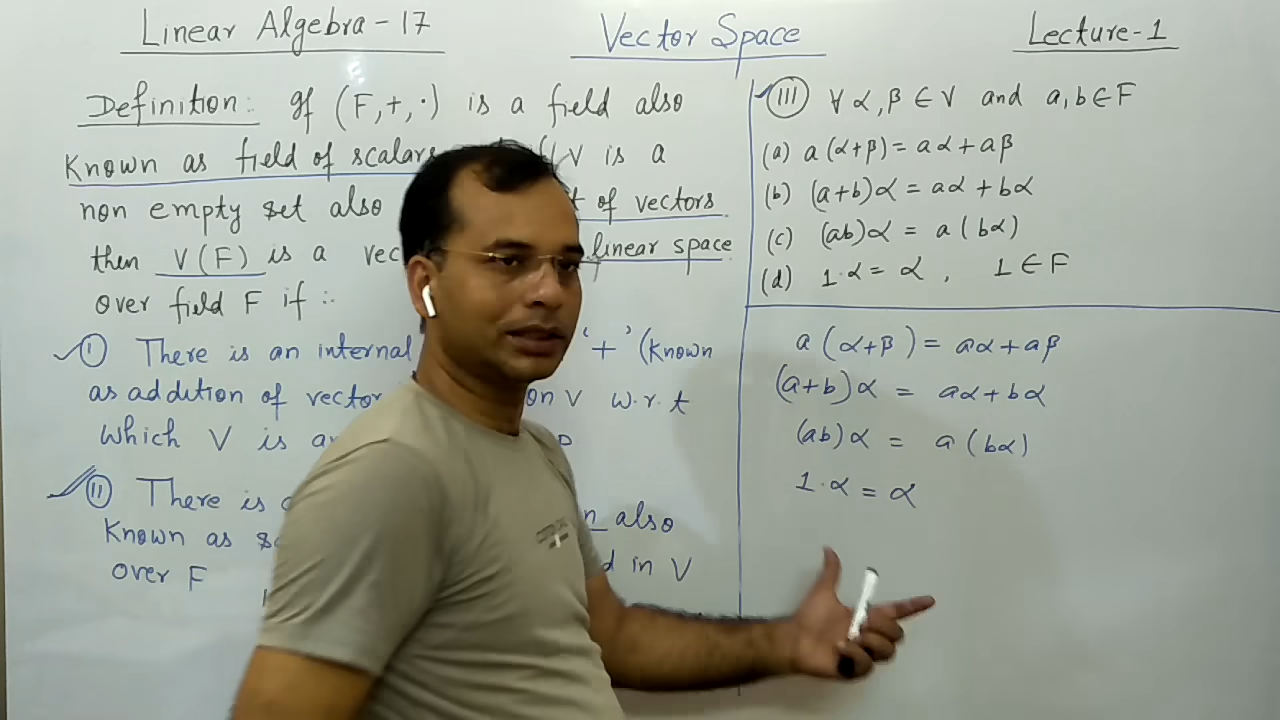 Linear Algebra-17
Vector Space
Lecture-1
Definition: If (F,+,·) is a field also
known as field of scalars V is a
non empty set also of vectors
then V(F) is a linear space
over field F if :-
(I) There is an internal '+' (known
as addition of vector on V w.r.t
which V is
(II) There is also
known as in V
over F
(III) ∀ α,β ∈ V and a,b ∈ F
(a) a(α+β) = aα + aβ
(b) (a+b)α = aα + bα
(c) (ab)α = a(bα)
(d) 1·α = α , 1 ∈ F
a(α+β) = aα + aβ
(a+b)α = aα + bα
(ab)α = a(bα)
1·α = α